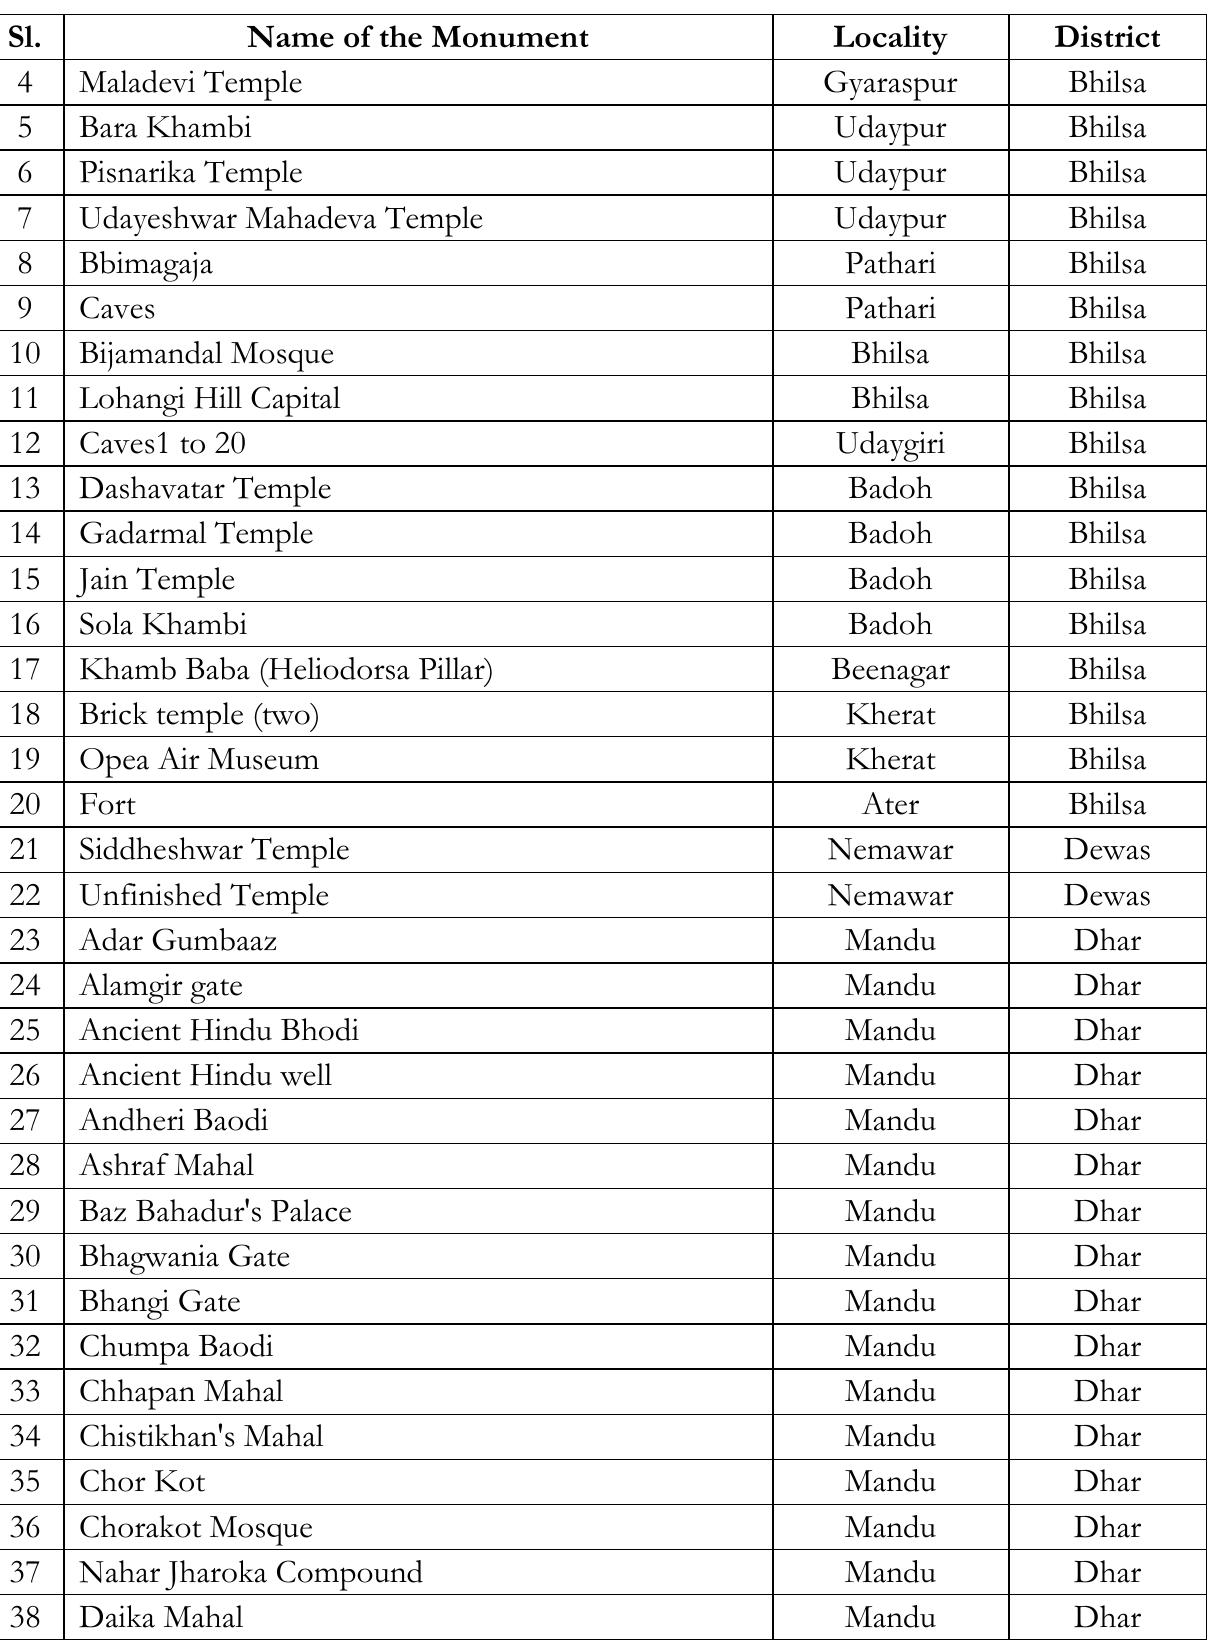 Sl. Name of the Monument Locality District
4 Maladevi Temple Gyaraspur Bhilsa
5 Bara Khambi Udaypur Bhilsa
6 Pisnarika Temple Udaypur Bhilsa
7 Udayeshwar Mahadeva Temple Udaypur Bhilsa
8 Bbimagaja Pathari Bhilsa
9 Caves Pathari Bhilsa
10 Bijamandal Mosque Bhilsa Bhilsa
11 Lohangi Hill Capital Bhilsa Bhilsa
12 Caves1 to 20 Udaygiri Bhilsa
13 Dashavatar Temple Badoh Bhilsa
14 Gadarmal Temple Badoh Bhilsa
15 Jain Temple Badoh Bhilsa
16 Sola Khambi Badoh Bhilsa
17 Khamb Baba (Heliodorsa Pillar) Beenagar Bhilsa
18 Brick temple (two) Kherat Bhilsa
19 Opea Air Museum Kherat Bhilsa
20 Fort Ater Bhilsa
21 Siddheshwar Temple Nemawar Dewas
22 Unfinished Temple Nemawar Dewas
23 Adar Gumbaaz Mandu Dhar
24 Alamgir gate Mandu Dhar
25 Ancient Hindu Bhodi Mandu Dhar
26 Ancient Hindu well Mandu Dhar
27 Andheri Baodi Mandu Dhar
28 Ashraf Mahal Mandu Dhar
29 Baz Bahadur's Palace Mandu Dhar
30 Bhagwania Gate Mandu Dhar
31 Bhangi Gate Mandu Dhar
32 Chumpa Baodi Mandu Dhar
33 Chhapan Mahal Mandu Dhar
34 Chistikhan's Mahal Mandu Dhar
35 Chor Kot Mandu Dhar
36 Chorakot Mosque Mandu Dhar
37 Nahar Jharoka Compound Mandu Dhar
38 Daika Mahal Mandu Dhar